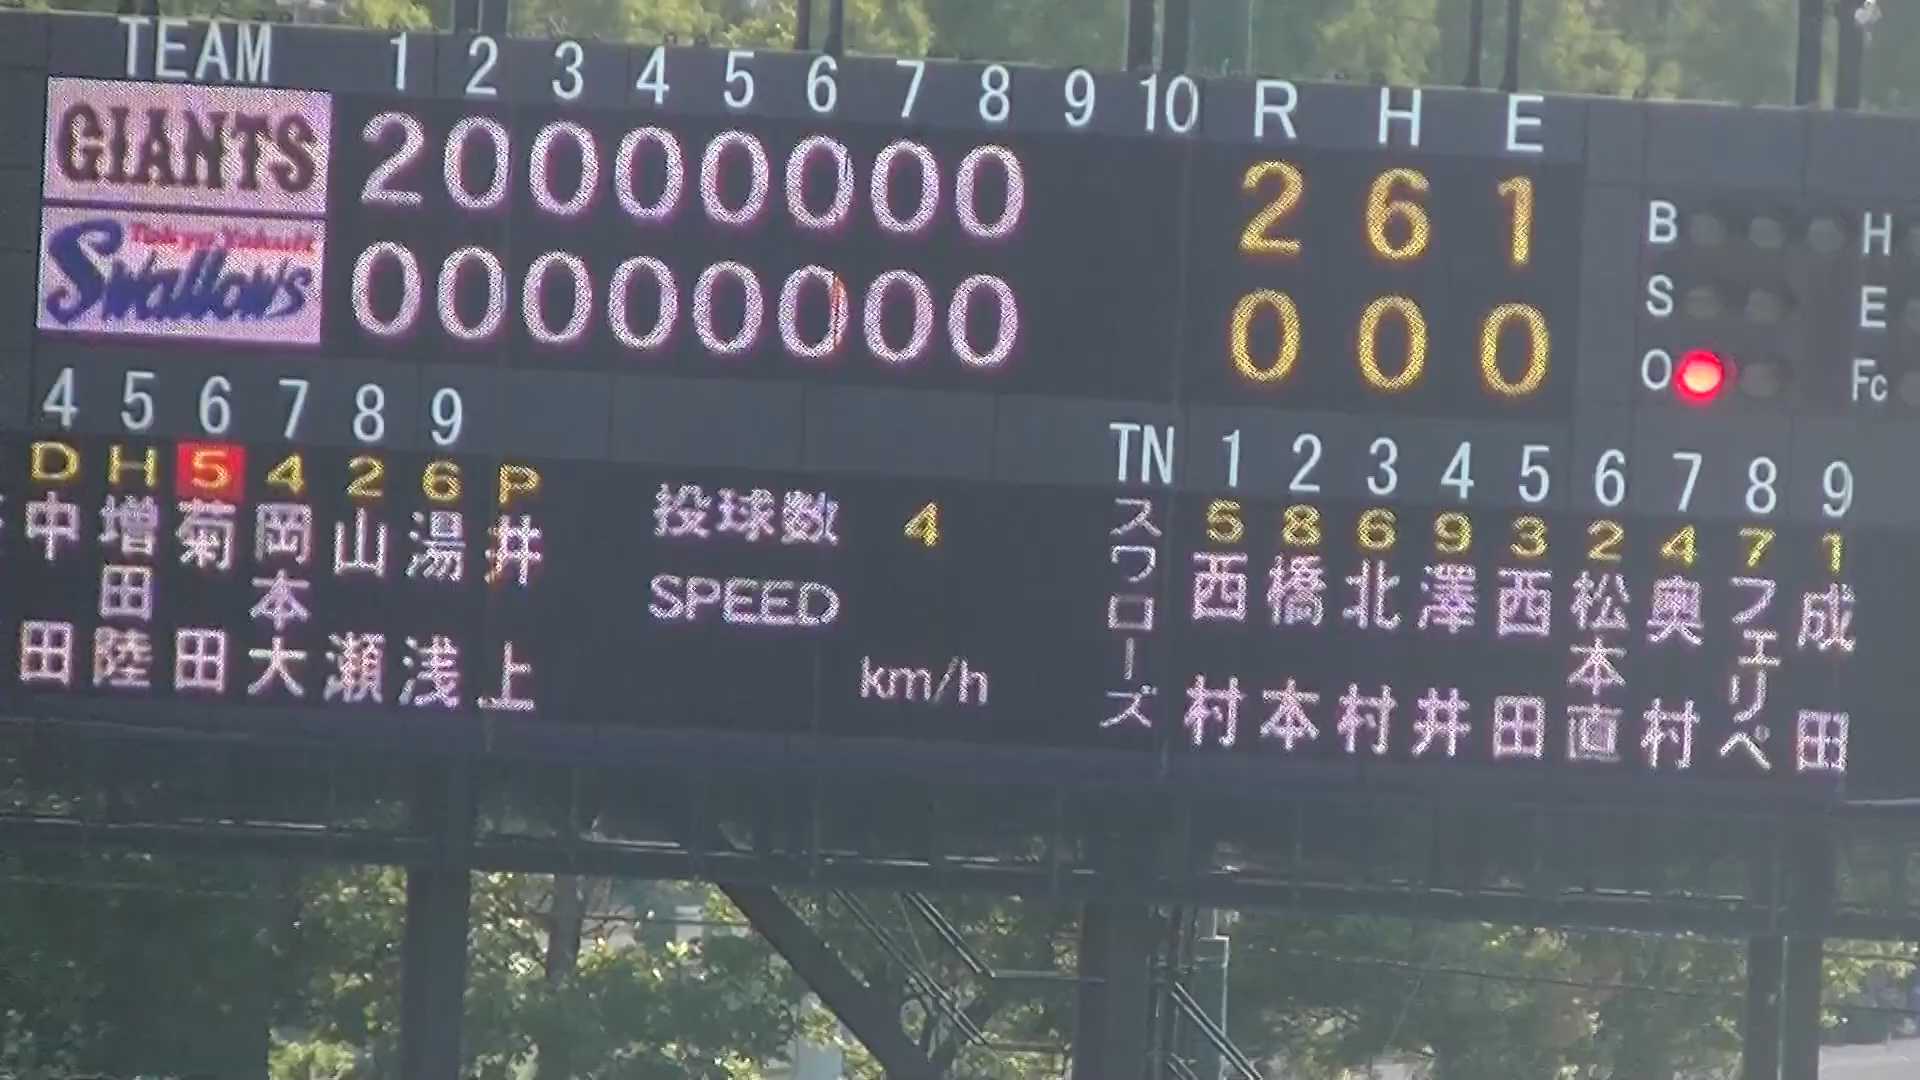 TEAM 1 2 3 4 5 6 7 8 9 10 R H E
GIANTS 2 0 0 0 0 0 0 0 2 6 1
Tokyo Yakult Swallows 0 0 0 0 0 0 0 0 0 0 0
B H
S E
O Fc
4 5 6 7 8 9
D H 5 4 2 6 P
中田
増田陸
菊田
岡本大
山瀬
湯浅
井上
投球数 4
SPEED
km/h
TN 1 2 3 4 5 6 7 8 9
5 8 6 9 3 2 4 7 1
スワローズ
西村
橋本
北村
澤井
西田
松本直
奥村
フェリペ
成田